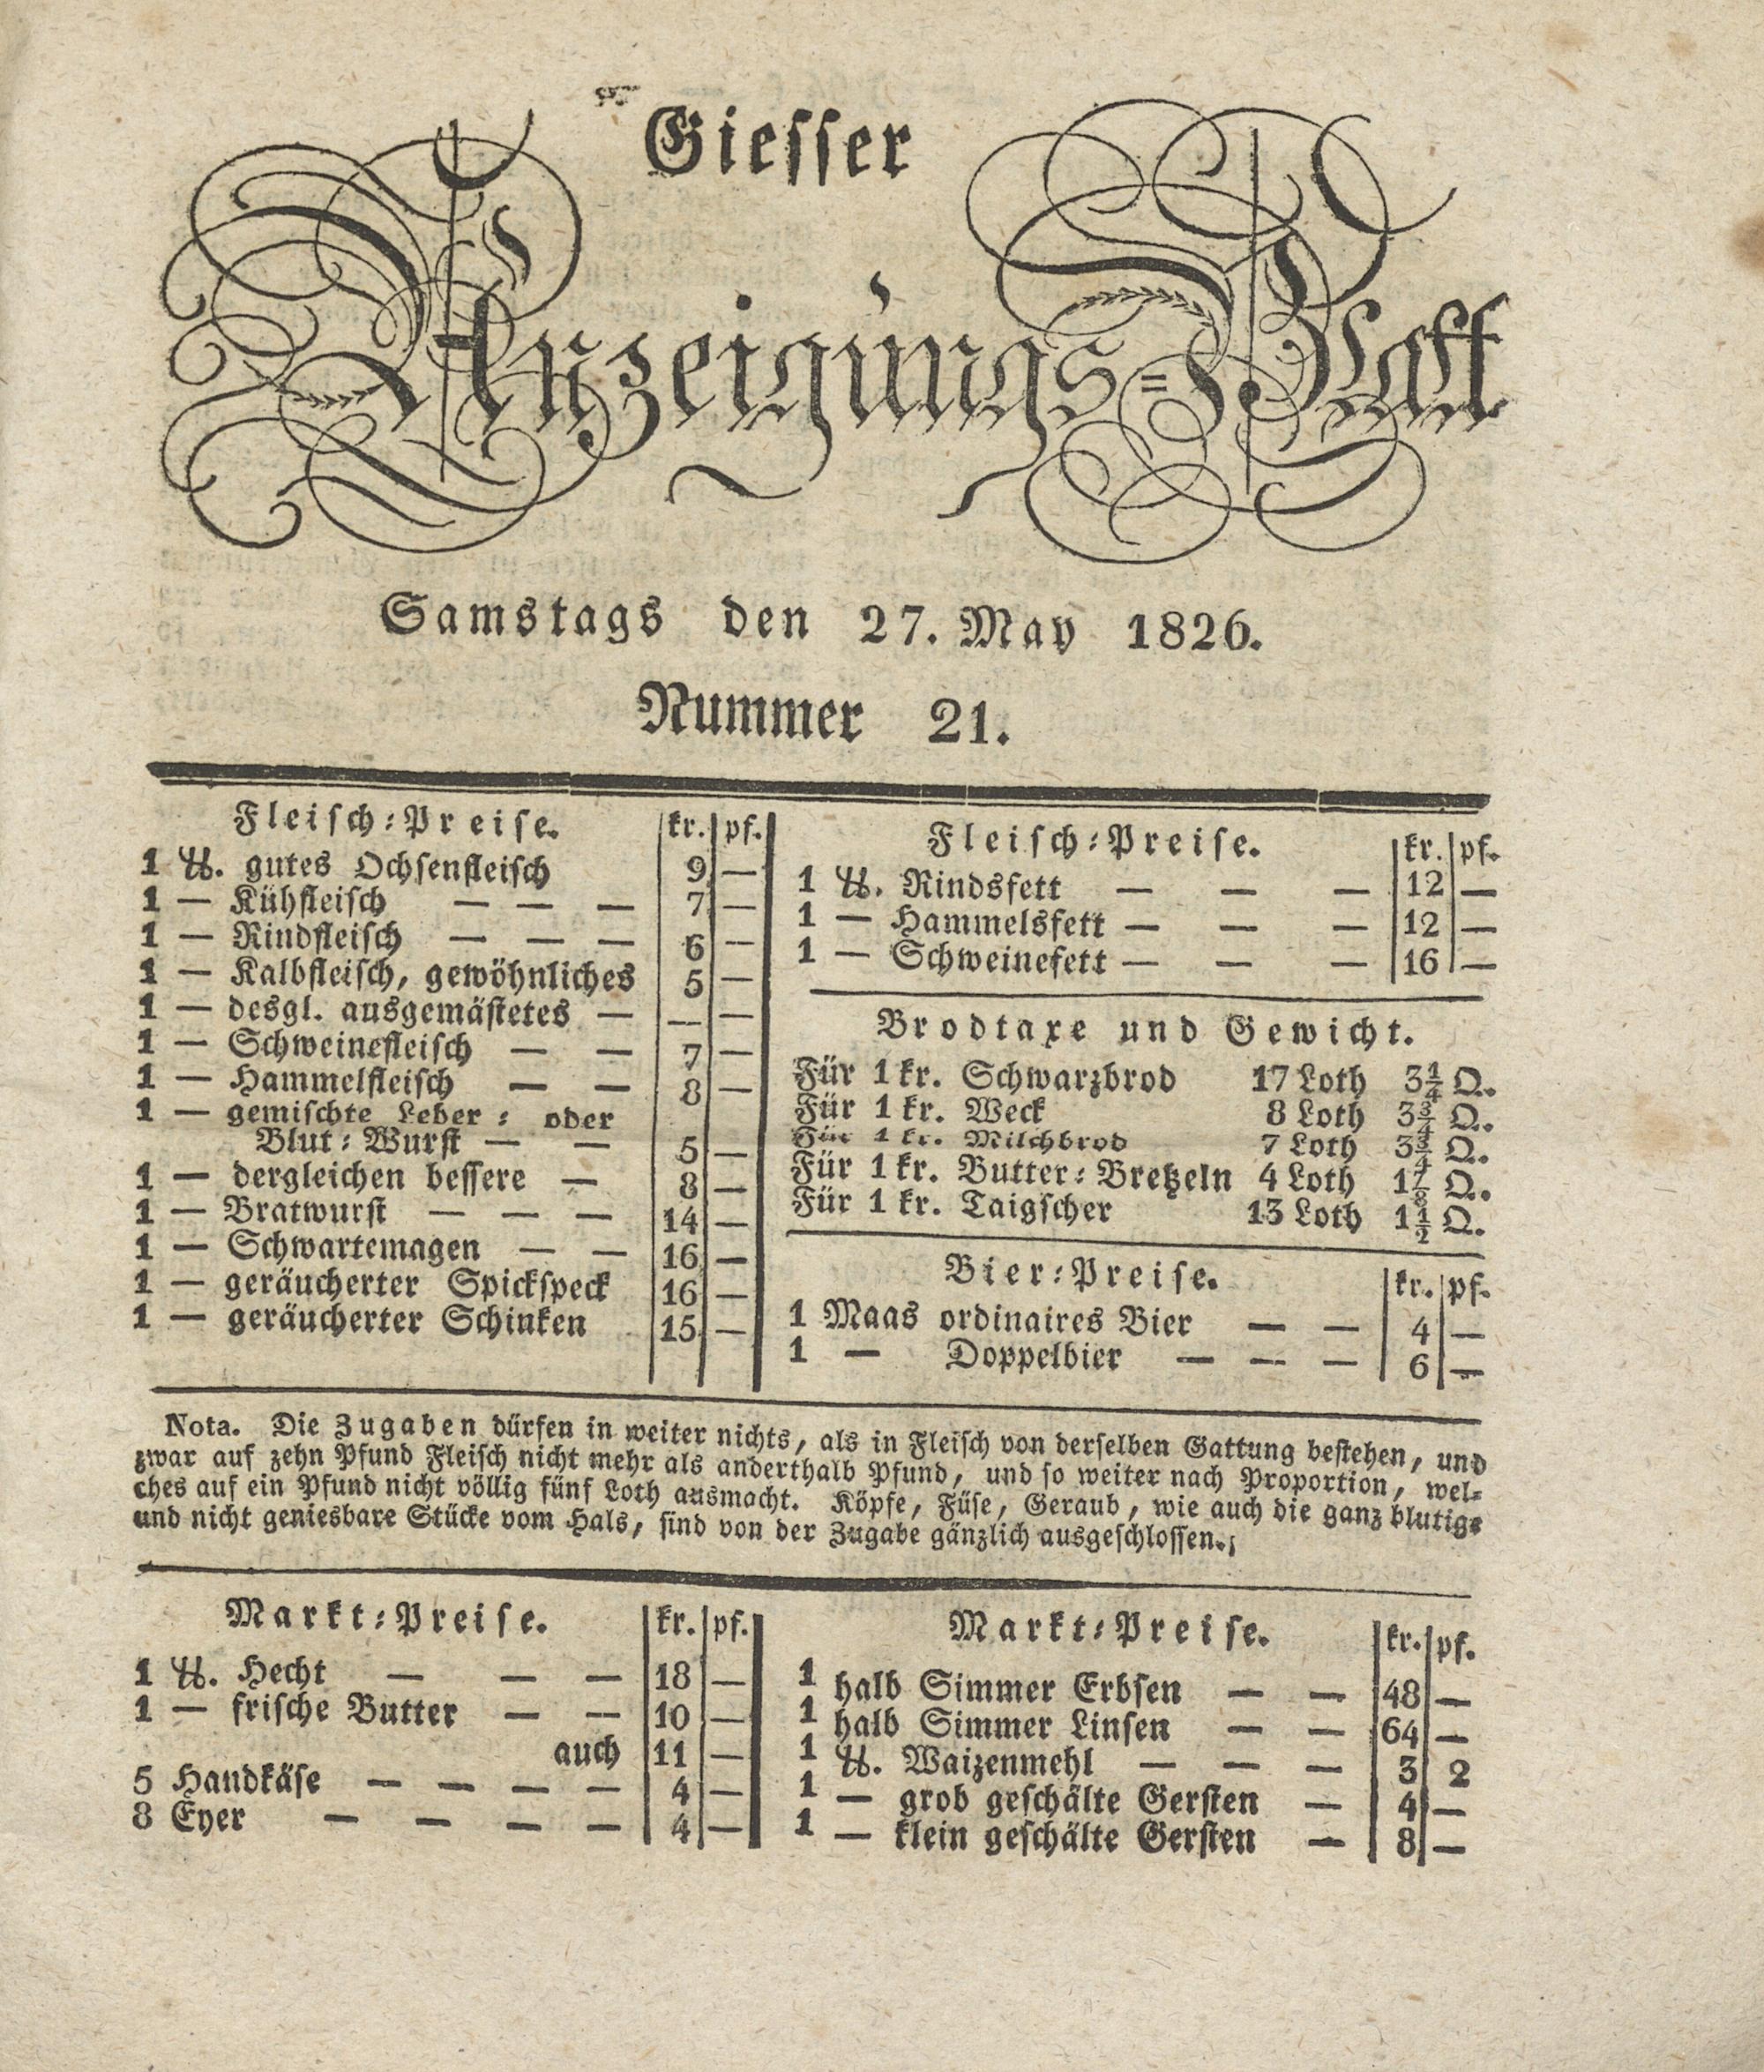 Giesser
Anzeigungs=Blatt
Samstags den 27. May 1826.
Nummer 21.
Fleisch=Preise. kr. pf.
1 ℔. gutes Ochsenfleisch 9 —
1 — Kühfleisch — — — 7 —
1 — Rindfleisch — — — 6 —
1 — Kalbfleisch, gewöhnliches 5 —
1 — desgl. ausgemästetes — — —
1 — Schweinefleisch — — 7 —
1 — Hammelfleisch — — 8 —
1 — gemischte Leber= oder
Blut=Wurst — — 5 —
1 — dergleichen bessere — 8 —
1 — Bratwurst — — — 14 —
1 — Schwartemagen — — 16 —
1 — geräucherter Spickspeck 16 —
1 — geräucherter Schinken 15 —
Fleisch=Preise. kr. pf.
1 ℔. Rindsfett — — — 12 —
1 — Hammelsfett — — — 12 —
1 — Schweinefett — — — 16 —
Brodtaxe und Gewicht.
Für 1 kr. Schwarzbrod 17 Loth 3¼ Q.
Für 1 kr. Weck 8 Loth 3¾ Q.
Für 1 kr. Milchbrod 7 Loth 3¾ Q.
Für 1 kr. Butter=Bretzeln 4 Loth 1⅞ Q.
Für 1 kr. Taigscher 13 Loth 1½ Q.
Bier=Preise. kr. pf.
1 Maas ordinaires Bier — — 4 —
1 — Doppelbier — — — 6 —
Nota. Die Zugaben dürfen in weiter nichts, als in Fleisch von derselben Gattung bestehen, und
zwar auf zehn Pfund Fleisch nicht mehr als anderthalb Pfund, und so weiter nach Proportion, wel=
ches auf ein Pfund nicht völlig fünf Loth ausmacht. Köpfe, Füse, Geraub, wie auch die ganz blutige
und nicht geniesbare Stücke vom Hals, sind von der Zugabe gänzlich ausgeschlossen.
Markt=Preise. kr. pf.
1 ℔. Hecht — — — 18 —
1 — frische Butter — — 10 —
auch 11 —
5 Handkäse — — — — 4 —
8 Eyer — — — — 4 —
Markt=Preise. kr. pf.
1 halb Simmer Erbsen — — 48 —
1 halb Simmer Linsen — — 64 —
1 ℔. Waizenmehl — — — 3 2
1 — grob geschälte Gersten — 4 —
1 — klein geschälte Gersten — 8 —